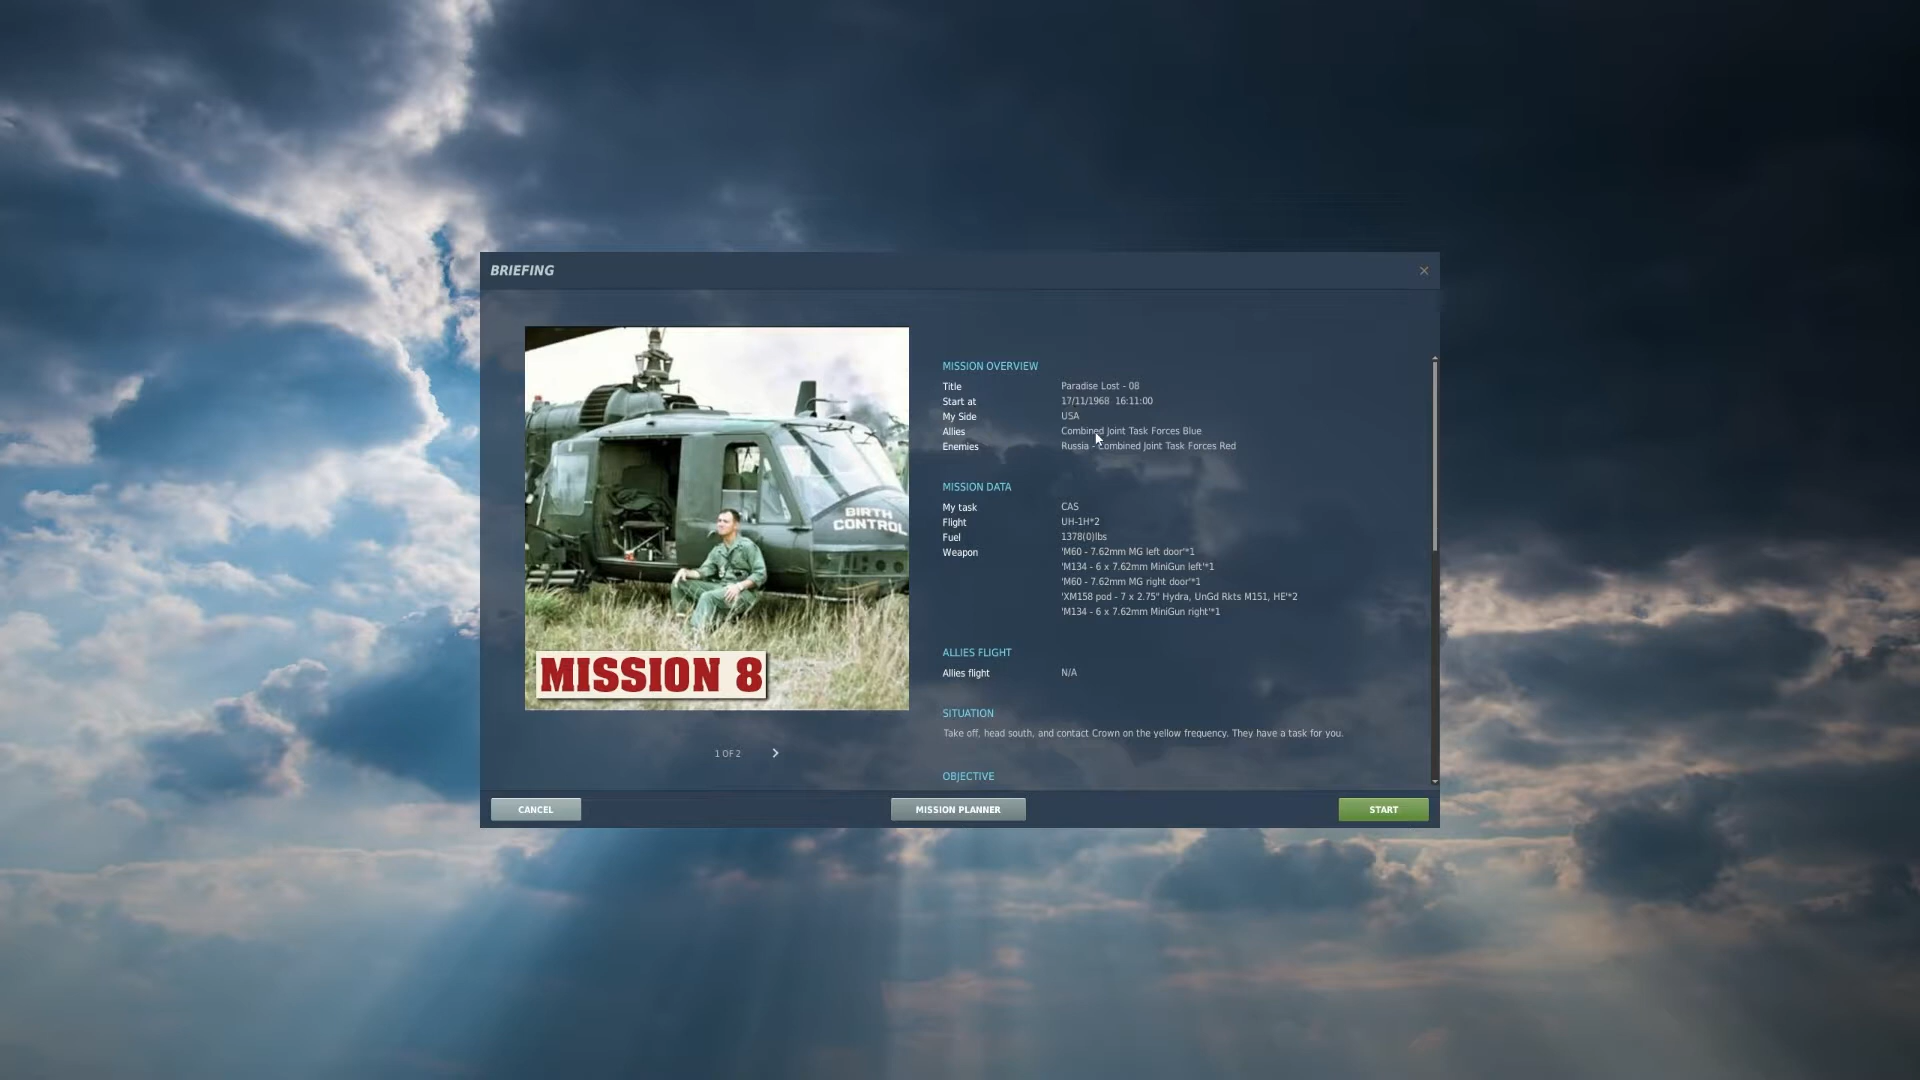 BRIEFING
BIRTH
CONTROL
MISSION 8
1 OF 2
MISSION OVERVIEW
Title Paradise Lost - 08
Start at 17/11/1968 16:11:00
My Side USA
Allies Combined Joint Task Forces Blue
Enemies Russia - Combined Joint Task Forces Red
MISSION DATA
My task CAS
Flight UH-1H*2
Fuel 1378(0)lbs
Weapon 'M60 - 7.62mm MG left door'*1
'M134 - 6 x 7.62mm MiniGun left'*1
'M60 - 7.62mm MG right door'*1
'XM158 pod - 7 x 2.75" Hydra, UnGd Rkts M151, HE'*2
'M134 - 6 x 7.62mm MiniGun right'*1
ALLIES FLIGHT
Allies flight N/A
SITUATION
Take off, head south, and contact Crown on the yellow frequency. They have a task for you.
OBJECTIVE
CANCEL
MISSION PLANNER
START